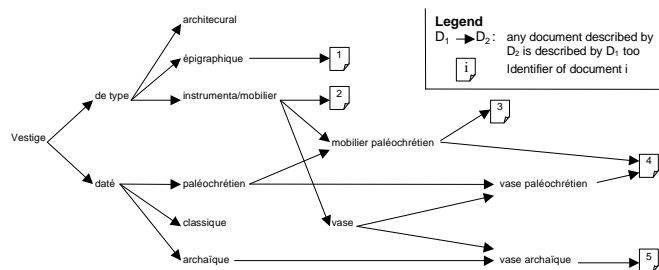 architecural
Legend
D1 → D2 : any document described by
D2 is described by D1 too
i Identifier of document i
épigraphique
1
de type
instrumenta/mobilier
2
3
Vestige
mobilier paléochrétien
4
daté
paléochrétien
vase paléochrétien
classique
vase
archaïque
vase archaïque
5